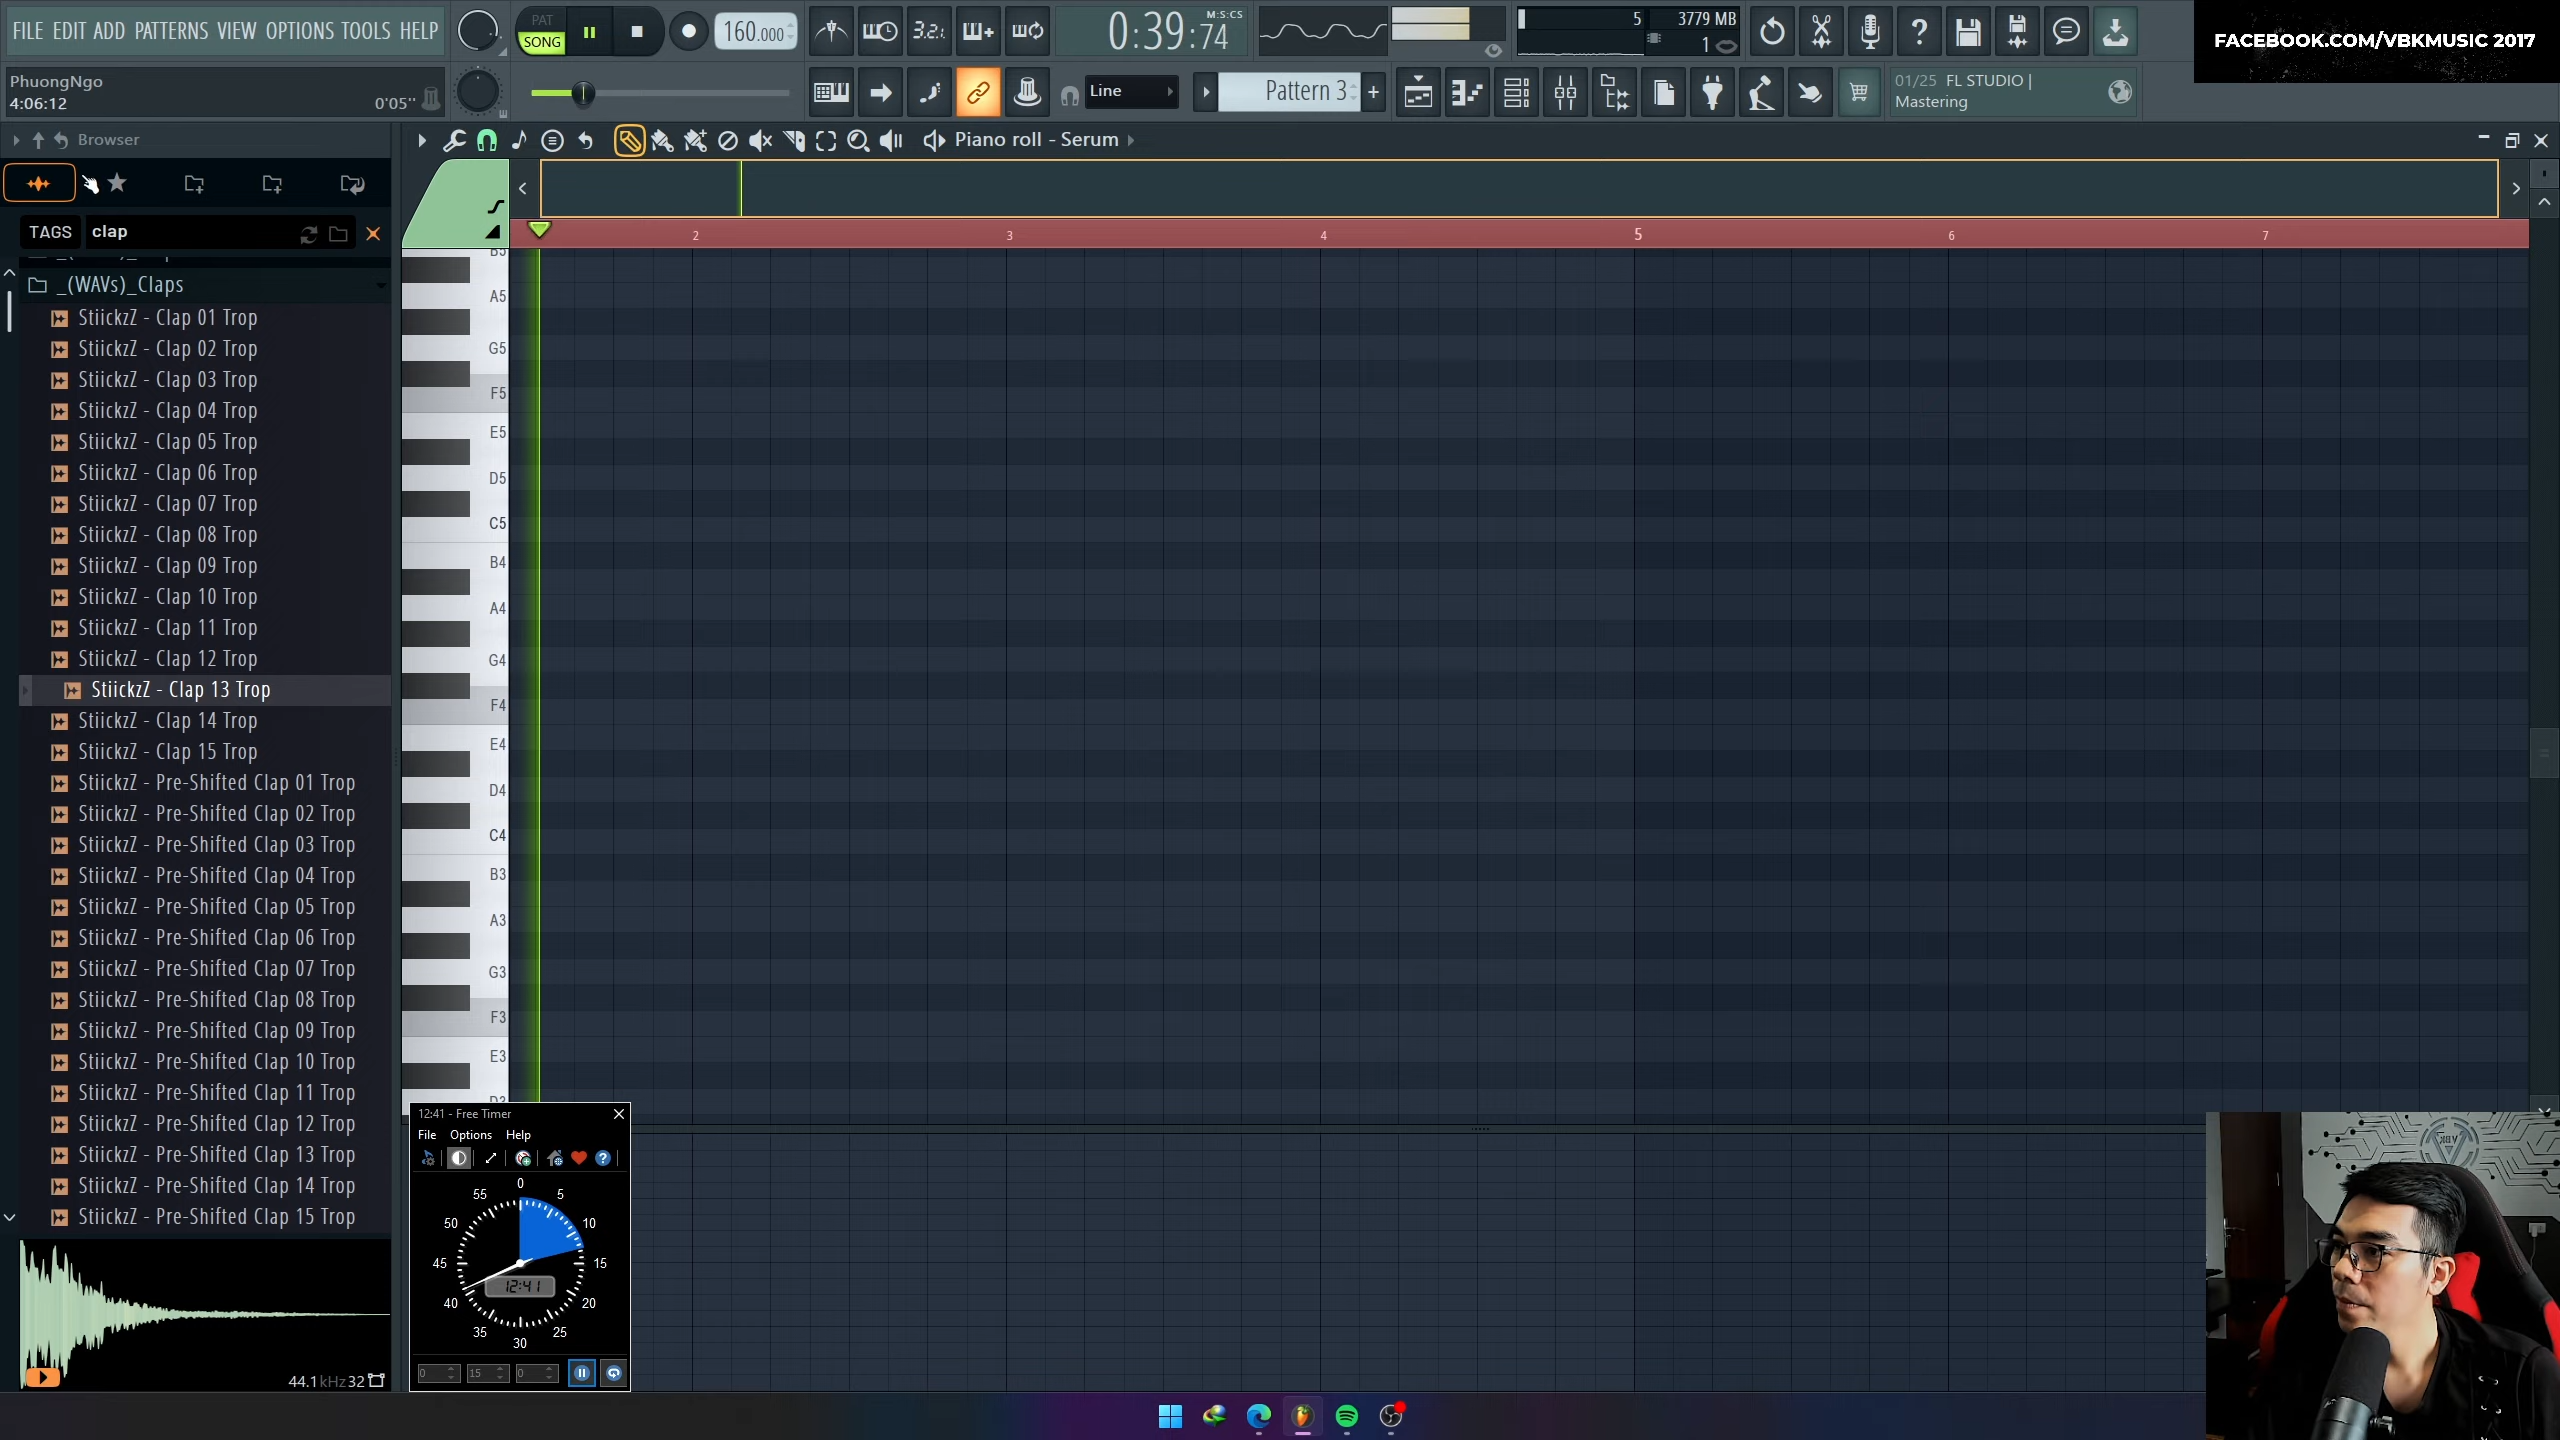 FILE EDIT ADD PATTERNS VIEW OPTIONS TOOLS HELP
PAT
SONG
160.000
3.2.1
0:39:74
M:S:CS
5
3779 MB
1
FACEBOOK.COM/VBKMUSIC 2017
PhuongNgo
4:06:12
0'05''
Line
Pattern 3
01/25 FL STUDIO |
Mastering
Browser
Piano roll - Serum
TAGS
clap
2
3
4
5
6
7
_(WAVs)_Claps
StiickzZ - Clap 01 Trop
StiickzZ - Clap 02 Trop
StiickzZ - Clap 03 Trop
StiickzZ - Clap 04 Trop
StiickzZ - Clap 05 Trop
StiickzZ - Clap 06 Trop
StiickzZ - Clap 07 Trop
StiickzZ - Clap 08 Trop
StiickzZ - Clap 09 Trop
StiickzZ - Clap 10 Trop
StiickzZ - Clap 11 Trop
StiickzZ - Clap 12 Trop
StiickzZ - Clap 13 Trop
StiickzZ - Clap 14 Trop
StiickzZ - Clap 15 Trop
StiickzZ - Pre-Shifted Clap 01 Trop
StiickzZ - Pre-Shifted Clap 02 Trop
StiickzZ - Pre-Shifted Clap 03 Trop
StiickzZ - Pre-Shifted Clap 04 Trop
StiickzZ - Pre-Shifted Clap 05 Trop
StiickzZ - Pre-Shifted Clap 06 Trop
StiickzZ - Pre-Shifted Clap 07 Trop
StiickzZ - Pre-Shifted Clap 08 Trop
StiickzZ - Pre-Shifted Clap 09 Trop
StiickzZ - Pre-Shifted Clap 10 Trop
StiickzZ - Pre-Shifted Clap 11 Trop
StiickzZ - Pre-Shifted Clap 12 Trop
StiickzZ - Pre-Shifted Clap 13 Trop
StiickzZ - Pre-Shifted Clap 14 Trop
StiickzZ - Pre-Shifted Clap 15 Trop
44.1kHz 32
B5
A5
G5
F5
E5
D5
C5
B4
A4
G4
F4
E4
D4
C4
B3
A3
G3
F3
E3
D3
12:41 - Free Timer
File Options Help
0
5
10
15
20
25
30
35
40
45
50
55
12:41
0
15
0
VBK